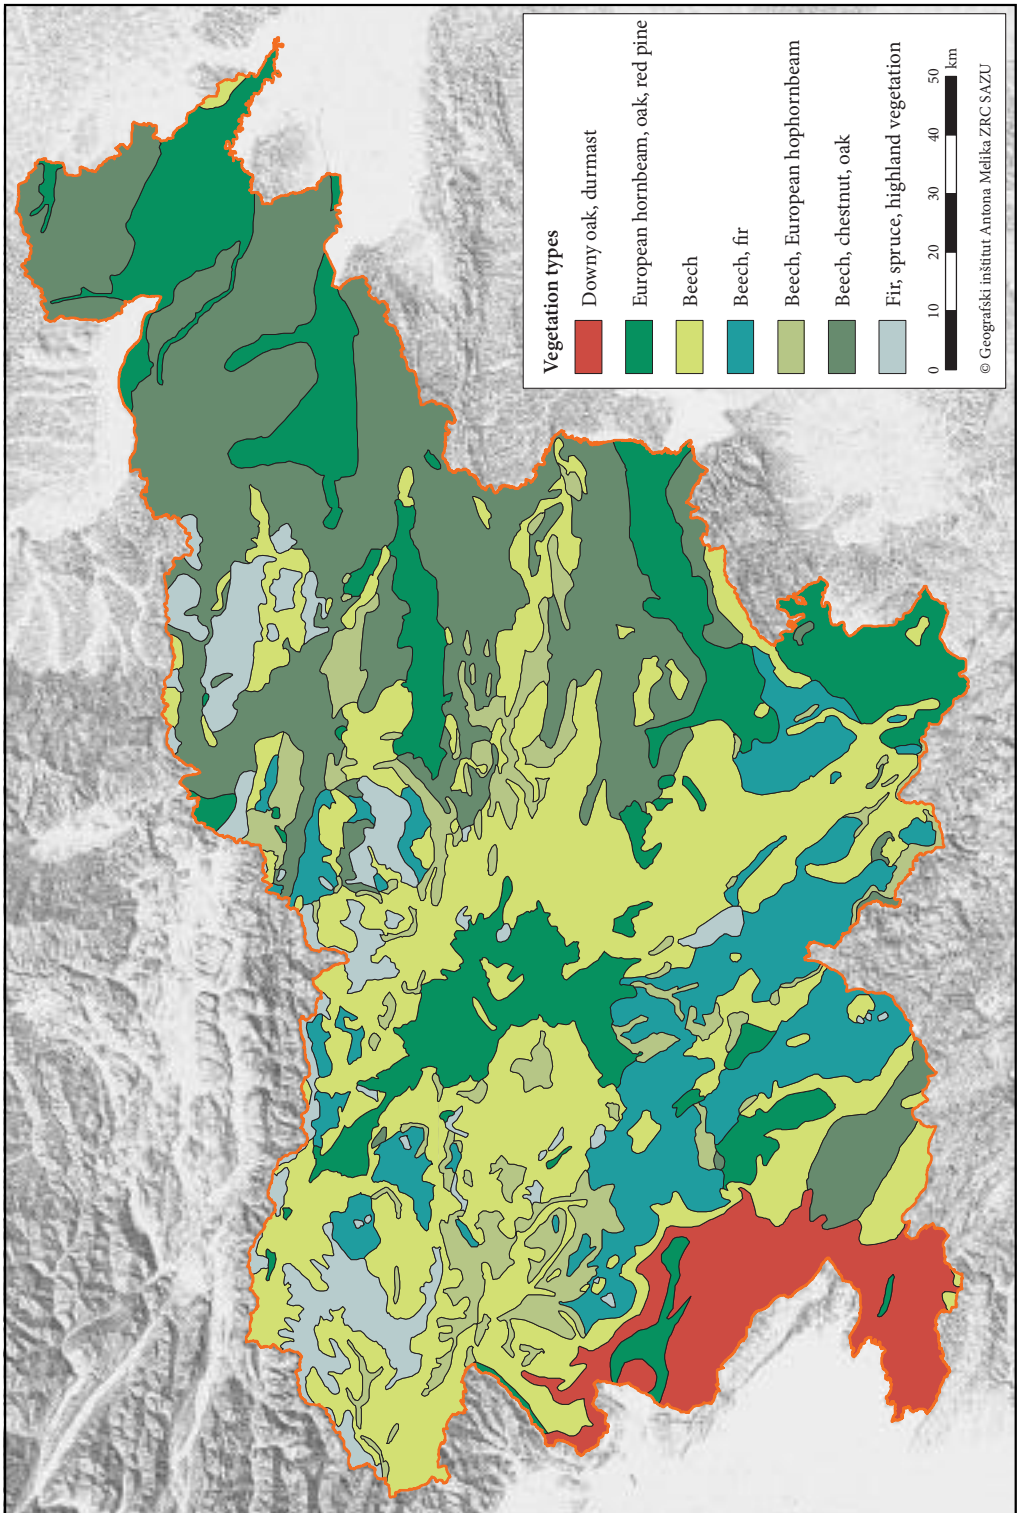 Vegetation types
Downy oak, durmast
European hornbeam, oak, red pine
Beech
Beech, fir
Beech, European hophornbeam
Beech, chestnut, oak
Fir, spruce, highland vegetation
0 10 20 30 40 50 km
© Geografski inštitut Antona Melika ZRC SAZU